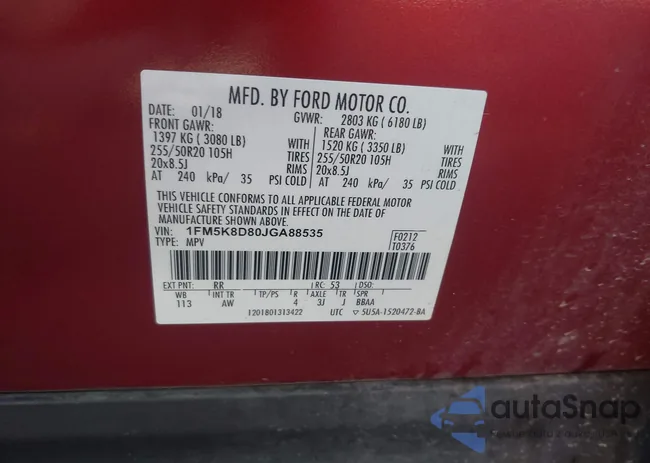 MFD. BY FORD MOTOR CO.
DATE: 01/18 GVWR: 2803 KG ( 6180 LB)
FRONT GAWR: REAR GAWR:
1397 KG ( 3080 LB) WITH 1520 KG ( 3350 LB) WITH
255/50R20 105H TIRES 255/50R20 105H TIRES
20x8.5J RIMS 20x8.5J RIMS
AT 240 kPa/ 35 PSI COLD AT 240 kPa/ 35 PSI COLD
THIS VEHICLE CONFORMS TO ALL APPLICABLE FEDERAL MOTOR
VEHICLE SAFETY STANDARDS IN EFFECT ON THE DATE OF
MANUFACTURE SHOWN ABOVE.
VIN: 1FM5K8D80JGA88535 F0212
TYPE: MPV T0376
EXT PNT: RR RC: 53 DSO:
WB INT TR TP/PS R AXLE TR SPR
113 AW 4 3J J BBAA
1201801313422 UTC ▽ 5U5A-1520472-BA
autaSnap